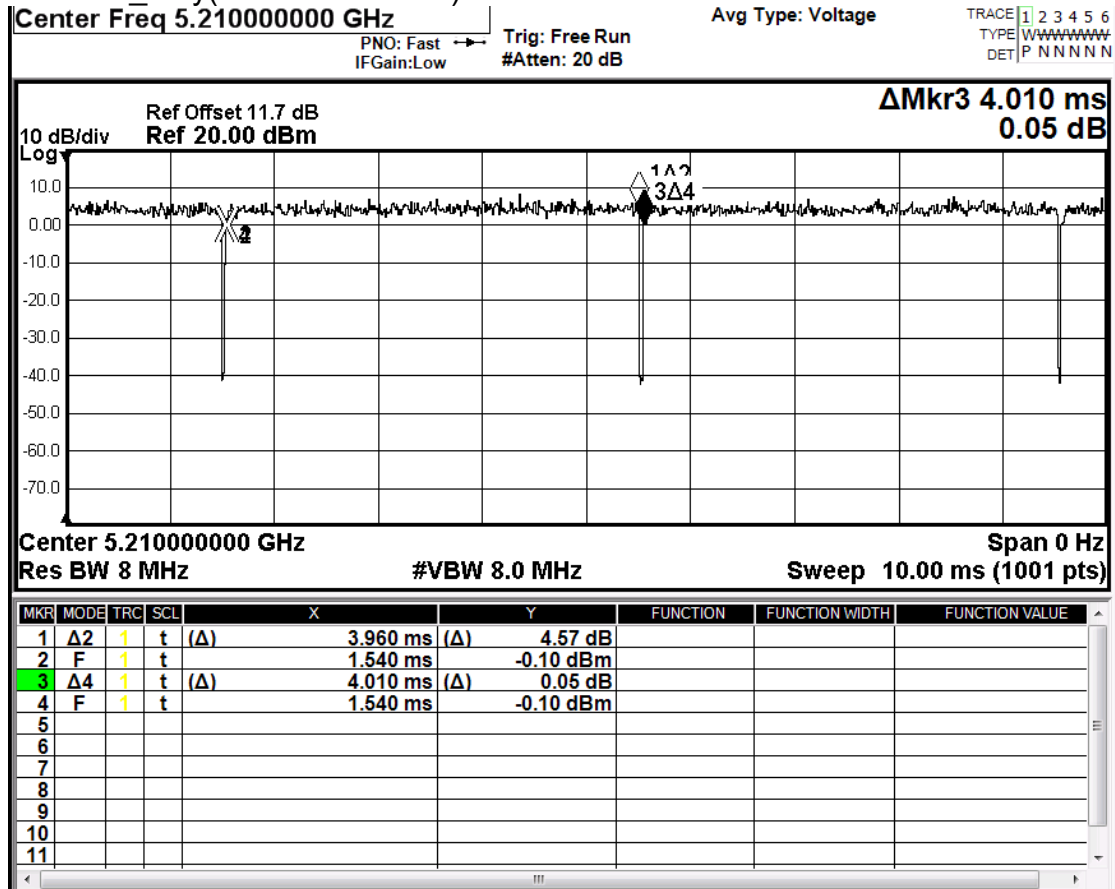 Center Freq 5.210000000 GHz
Avg Type: Voltage
TRACE 1 2 3 4 5 6
PNO: Fast
Trig: Free Run
TYPE WWWWWW
IFGain:Low
#Atten: 20 dB
DET P N N N N N
ΔMkr3 4.010 ms
0.05 dB
Ref Offset 11.7 dB
10 dB/div Ref 20.00 dBm
Log
1Δ2
3Δ4
10.0
0.00
-10.0
-20.0
-30.0
-40.0
-50.0
-60.0
-70.0
Center 5.210000000 GHz Span 0 Hz
Res BW 8 MHz #VBW 8.0 MHz Sweep 10.00 ms (1001 pts)
MKR MODE TRC SCL X Y FUNCTION FUNCTION WIDTH FUNCTION VALUE
1 Δ2 1 t (Δ) 3.960 ms (Δ) 4.57 dB
2 F 1 t 1.540 ms -0.10 dBm
3 Δ4 1 t (Δ) 4.010 ms (Δ) 0.05 dB
4 F 1 t 1.540 ms -0.10 dBm
5
6
7
8
9
10
11